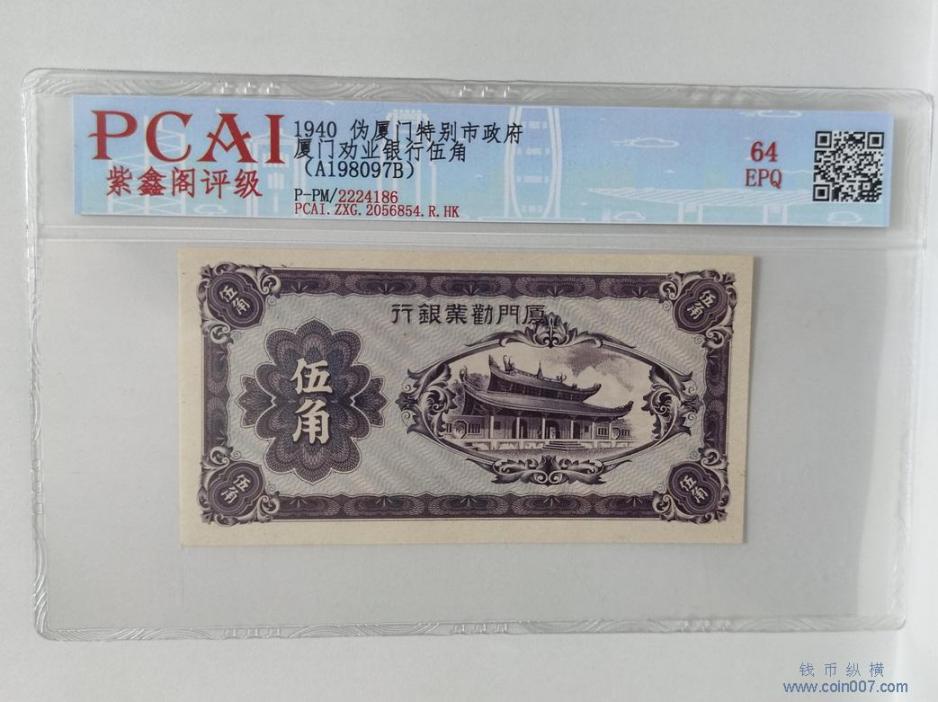 PCAI
紫鑫阁评级
1940 伪厦门特别市政府
厦门劝业银行伍角
(A198097B)
P-PM/2224186
PCAI.ZXG.2056854.R.HK
64
EPQ
行銀業勸門廈
伍角
伍角
伍角
伍角
伍角
钱币纵横
www.coin007.com